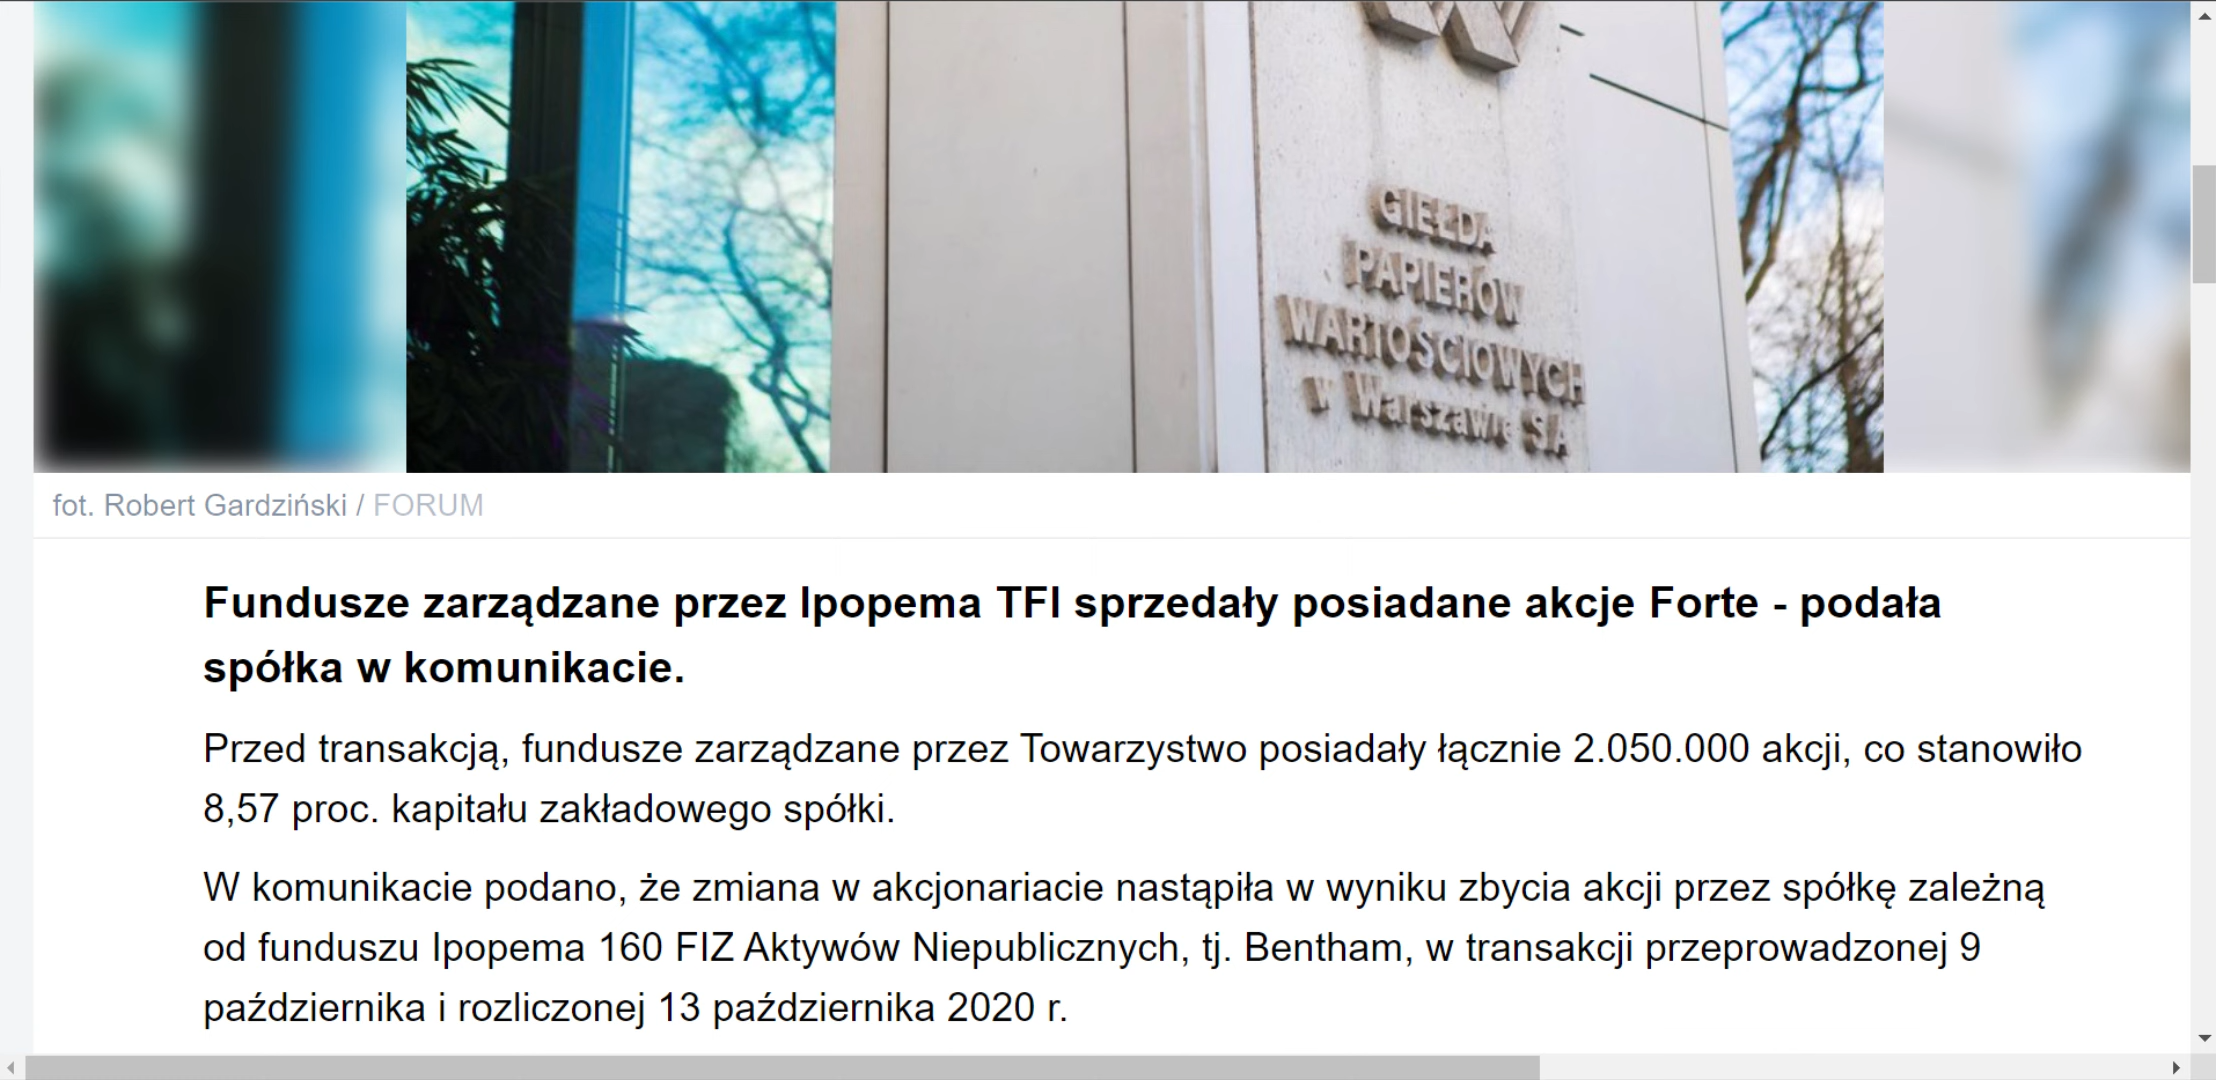 GIEŁDA
PAPIERÓW
WARTOŚCIOWYCH
w Warszawie S.A
fot. Robert Gardziński / FORUM
Fundusze zarządzane przez Ipopema TFI sprzedały posiadane akcje Forte - podała
spółka w komunikacie.
Przed transakcją, fundusze zarządzane przez Towarzystwo posiadały łącznie 2.050.000 akcji, co stanowiło
8,57 proc. kapitału zakładowego spółki.
W komunikacie podano, że zmiana w akcjonariacie nastąpiła w wyniku zbycia akcji przez spółkę zależną
od funduszu Ipopema 160 FIZ Aktywów Niepublicznych, tj. Bentham, w transakcji przeprowadzonej 9
października i rozliczonej 13 października 2020 r.